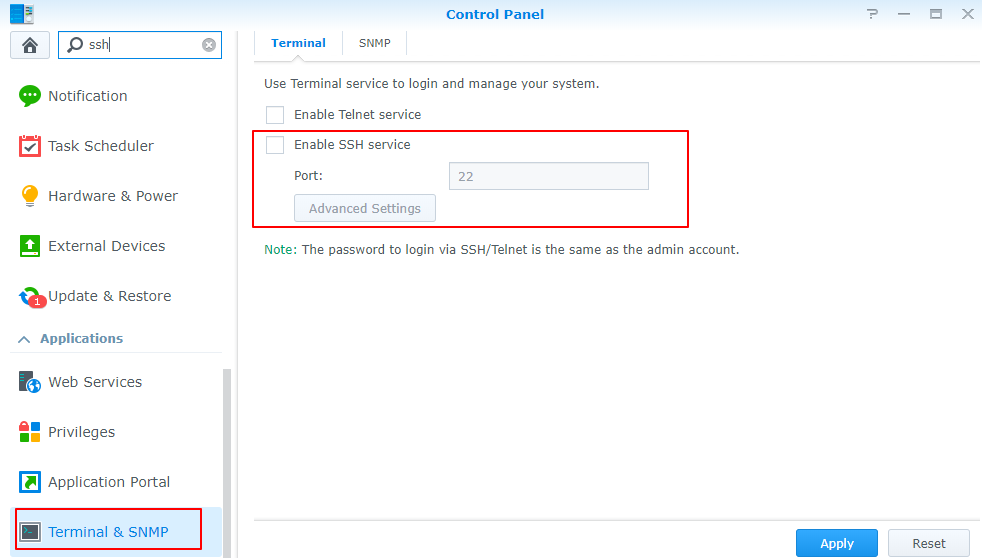 Control Panel
ssh
Notification
Task Scheduler
Hardware & Power
External Devices
Update & Restore
1
Applications
Web Services
Privileges
Application Portal
Terminal & SNMP
Terminal SNMP
Use Terminal service to login and manage your system.
Enable Telnet service
Enable SSH service
Port: 22
Advanced Settings
Note: The password to login via SSH/Telnet is the same as the admin account.
Apply Reset